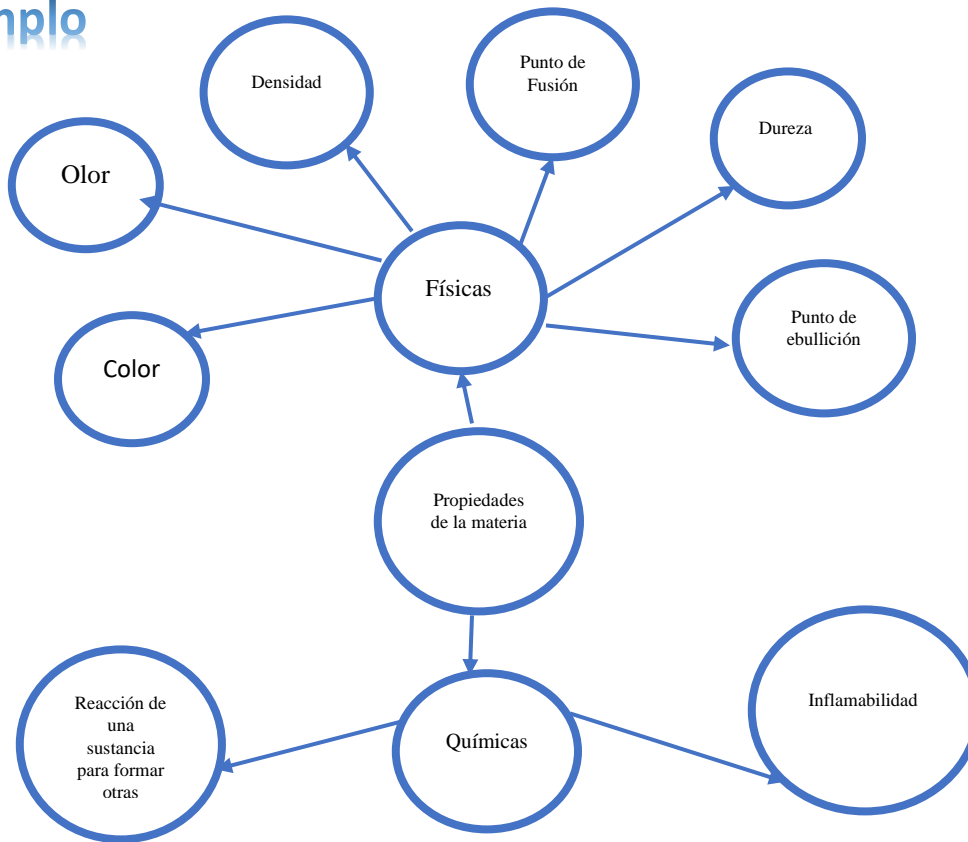 mplo
Densidad
Punto de
Fusión
Dureza
Olor
Físicas
Punto de
ebullición
Color
Propiedades
de la materia
Reacción de
una
sustancia
para formar
otras
Químicas
Inflamabilidad